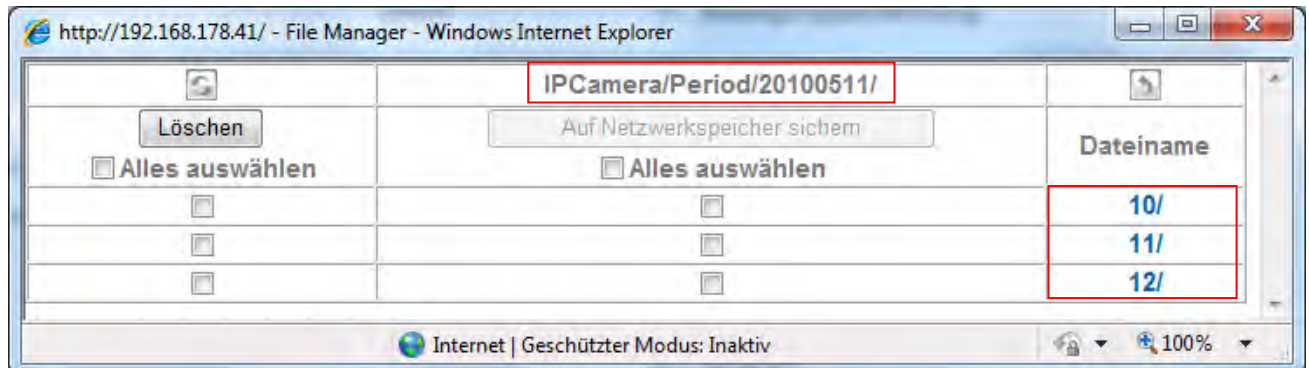 http://192.168.178.41/ - File Manager - Windows Internet Explorer
IPCamera/Period/20100511/
Löschen
Auf Netzwerkspeicher sichern
Dateiname
Alles auswählen
Alles auswählen
10/
11/
12/
Internet | Geschützter Modus: Inaktiv
100%